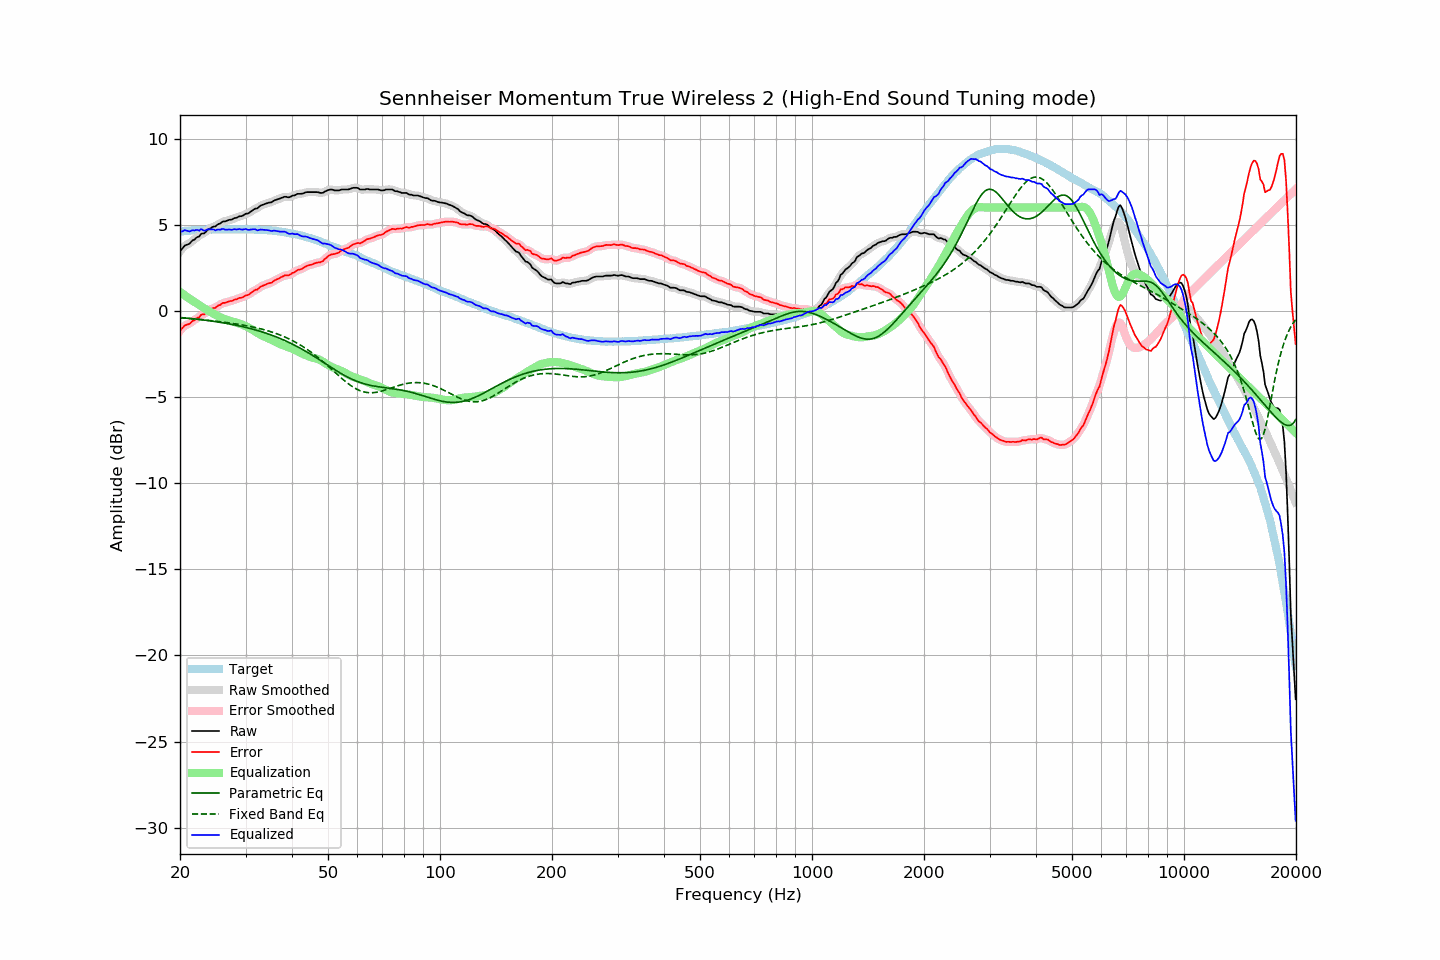 Sennheiser Momentum True Wireless 2 (High-End Sound Tuning mode)
10
5
0
−5
−10
−15
−20
−25
−30
Amplitude (dBr)
Target
Raw Smoothed
Error Smoothed
Raw
Error
Equalization
Parametric Eq
Fixed Band Eq
Equalized
20 50 100 200 500 1000 2000 5000 10000 20000
Frequency (Hz)